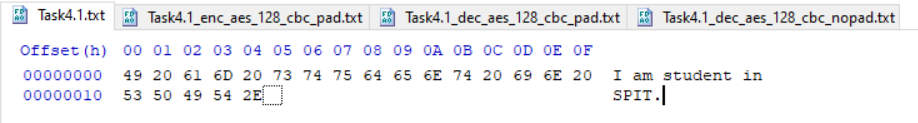 Task4.1.txt Task4.1_enc_aes_128_cbc_pad.txt Task4.1_dec_aes_128_cbc_pad.txt Task4.1_dec_aes_128_cbc_nopad.txt
Offset(h) 00 01 02 03 04 05 06 07 08 09 0A 0B 0C 0D 0E 0F
00000000 49 20 61 6D 20 73 74 75 64 65 6E 74 20 69 6E 20 I am student in
00000010 53 50 49 54 2E SPIT.